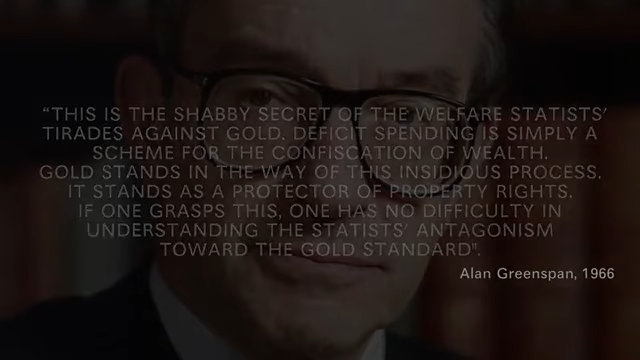 “THIS IS THE SHABBY SECRET OF THE WELFARE STATISTS’
TIRADES AGAINST GOLD. DEFICIT SPENDING IS SIMPLY A
SCHEME FOR THE CONFISCATION OF WEALTH.
GOLD STANDS IN THE WAY OF THIS INSIDIOUS PROCESS.
IT STANDS AS A PROTECTOR OF PROPERTY RIGHTS.
IF ONE GRASPS THIS, ONE HAS NO DIFFICULTY IN
UNDERSTANDING THE STATISTS’ ANTAGONISM
TOWARD THE GOLD STANDARD".
Alan Greenspan, 1966